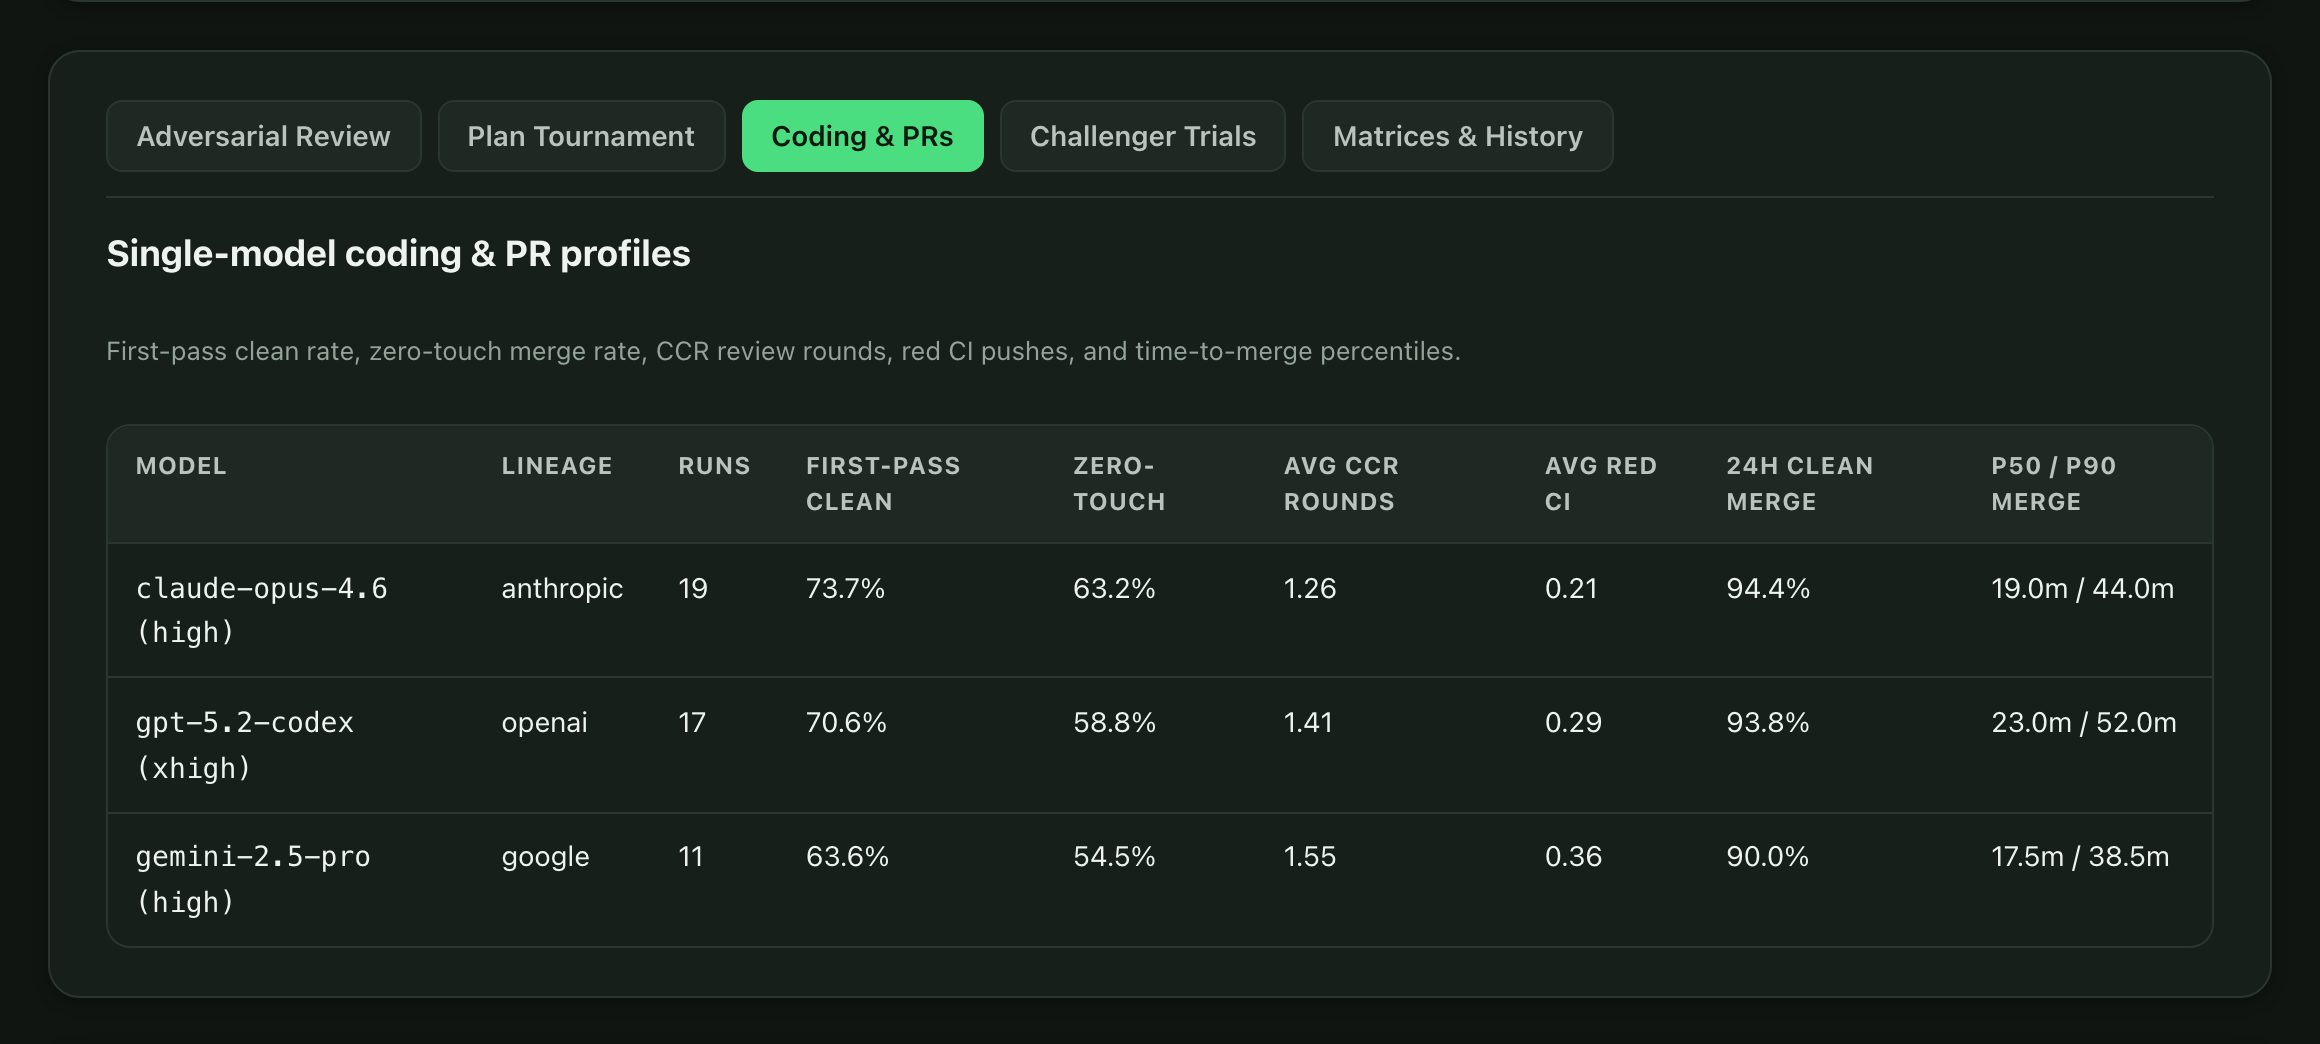 Adversarial Review Plan Tournament Coding & PRs Challenger Trials Matrices & History
Single-model coding & PR profiles
First-pass clean rate, zero-touch merge rate, CCR review rounds, red CI pushes, and time-to-merge percentiles.
MODEL LINEAGE RUNS FIRST-PASS CLEAN ZERO-TOUCH AVG CCR ROUNDS AVG RED CI 24H CLEAN MERGE P50 / P90 MERGE
claude-opus-4.6 (high) anthropic 19 73.7% 63.2% 1.26 0.21 94.4% 19.0m / 44.0m
gpt-5.2-codex (xhigh) openai 17 70.6% 58.8% 1.41 0.29 93.8% 23.0m / 52.0m
gemini-2.5-pro (high) google 11 63.6% 54.5% 1.55 0.36 90.0% 17.5m / 38.5m